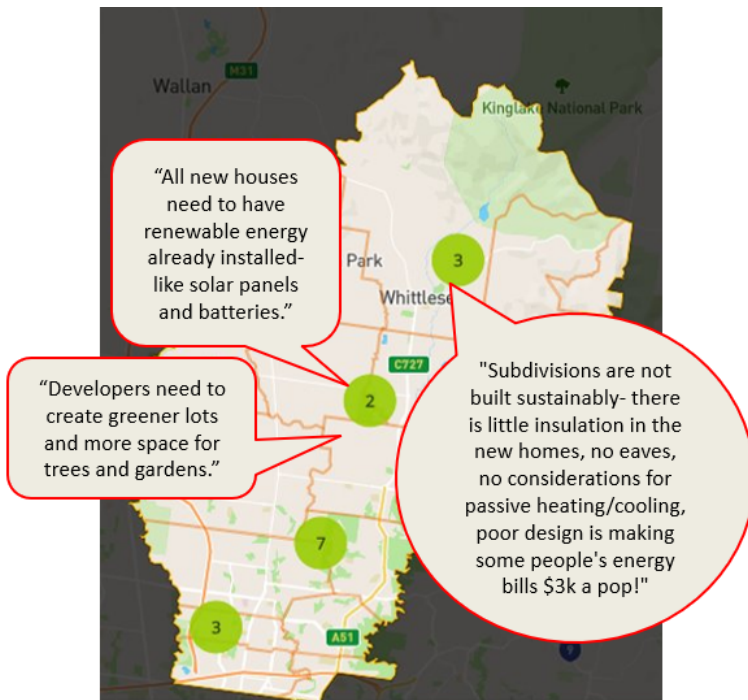 Wallan
M31
Kinglake National Park
“All new houses
need to have
renewable energy
already installed-
like solar panels
and batteries.”
Park
3
Whittlese
C727
"Subdivisions are not
built sustainably- there
is little insulation in the
new homes, no eaves,
no considerations for
passive heating/cooling,
poor design is making
some people's energy
bills $3k a pop!"
2
“Developers need to
create greener lots
and more space for
trees and gardens.”
7
3
A51